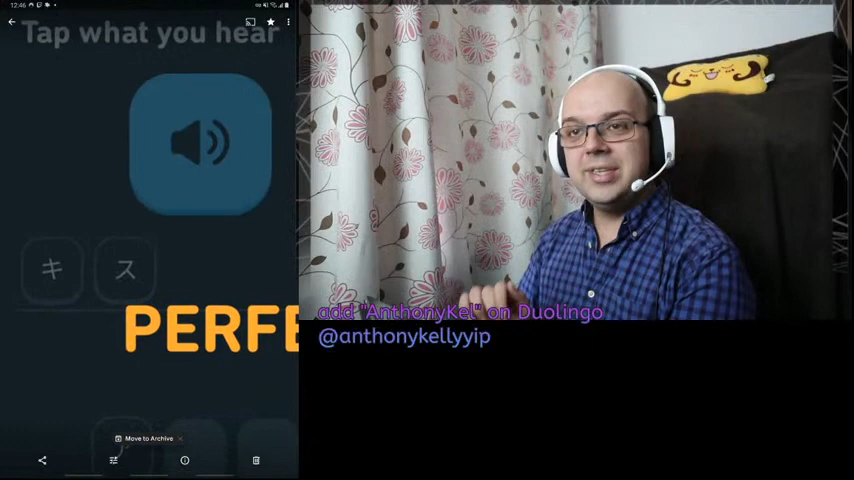 12:46
Tap what you hear
キ ス
PERFE
Move to Archive
add "AnthonyKel" on Duolingo
@anthonykellyyip